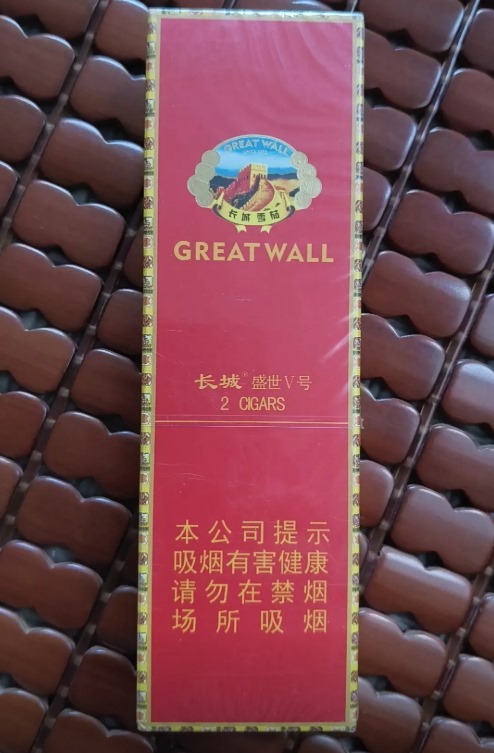 GREAT WALL
长城雪茄
GREAT WALL
长城® 盛世V号
2 CIGARS
本公司提示
吸烟有害健康
请勿在禁烟
场所吸烟